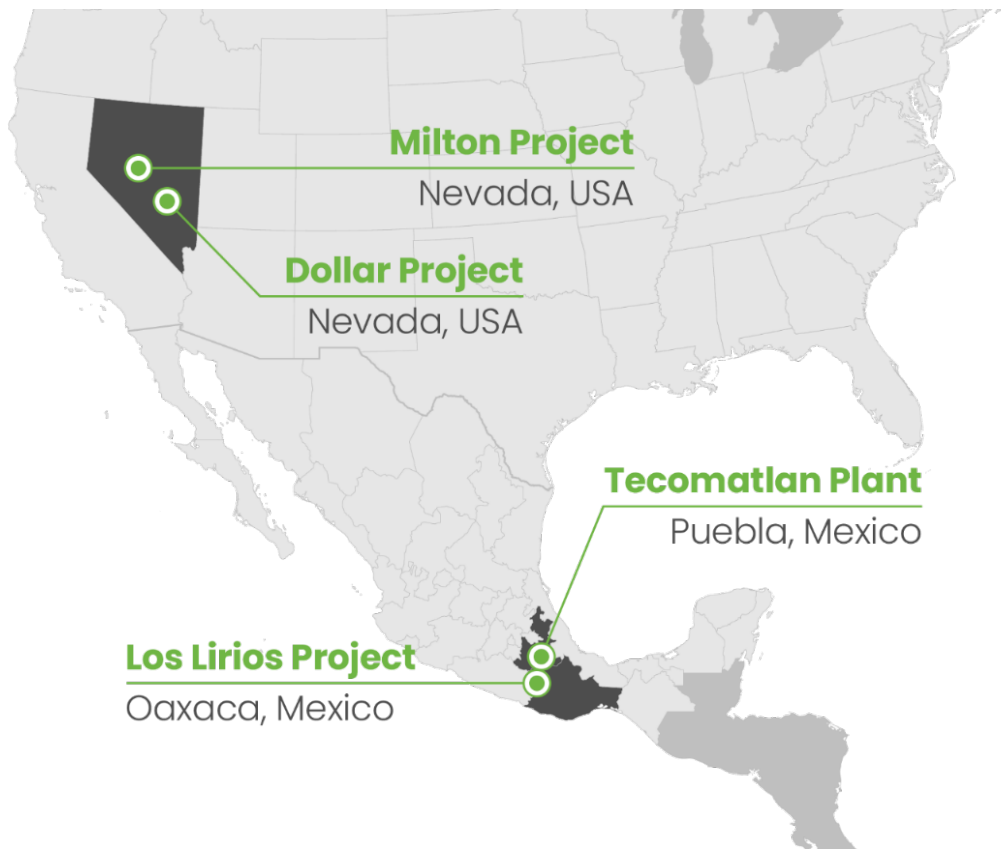 Milton Project
Nevada, USA
Dollar Project
Nevada, USA
Tecomatlan Plant
Puebla, Mexico
Los Lirios Project
Oaxaca, Mexico